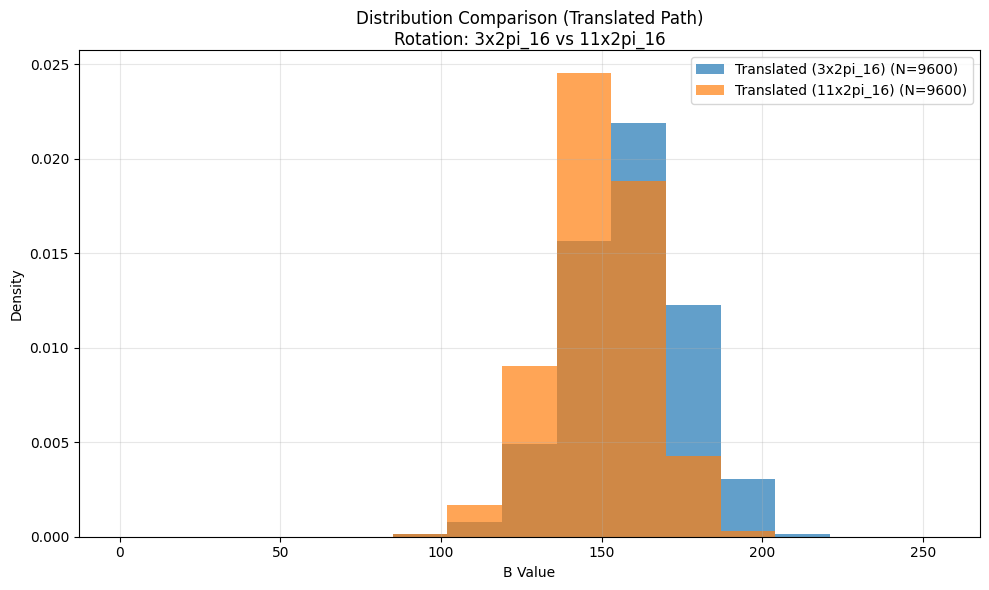 Distribution Comparison (Translated Path)
Rotation: 3x2pi_16 vs 11x2pi_16
Translated (3x2pi_16) (N=9600)
Translated (11x2pi_16) (N=9600)
0.025
0.020
0.015
0.010
0.005
0.000
Density
0 50 100 150 200 250
B Value